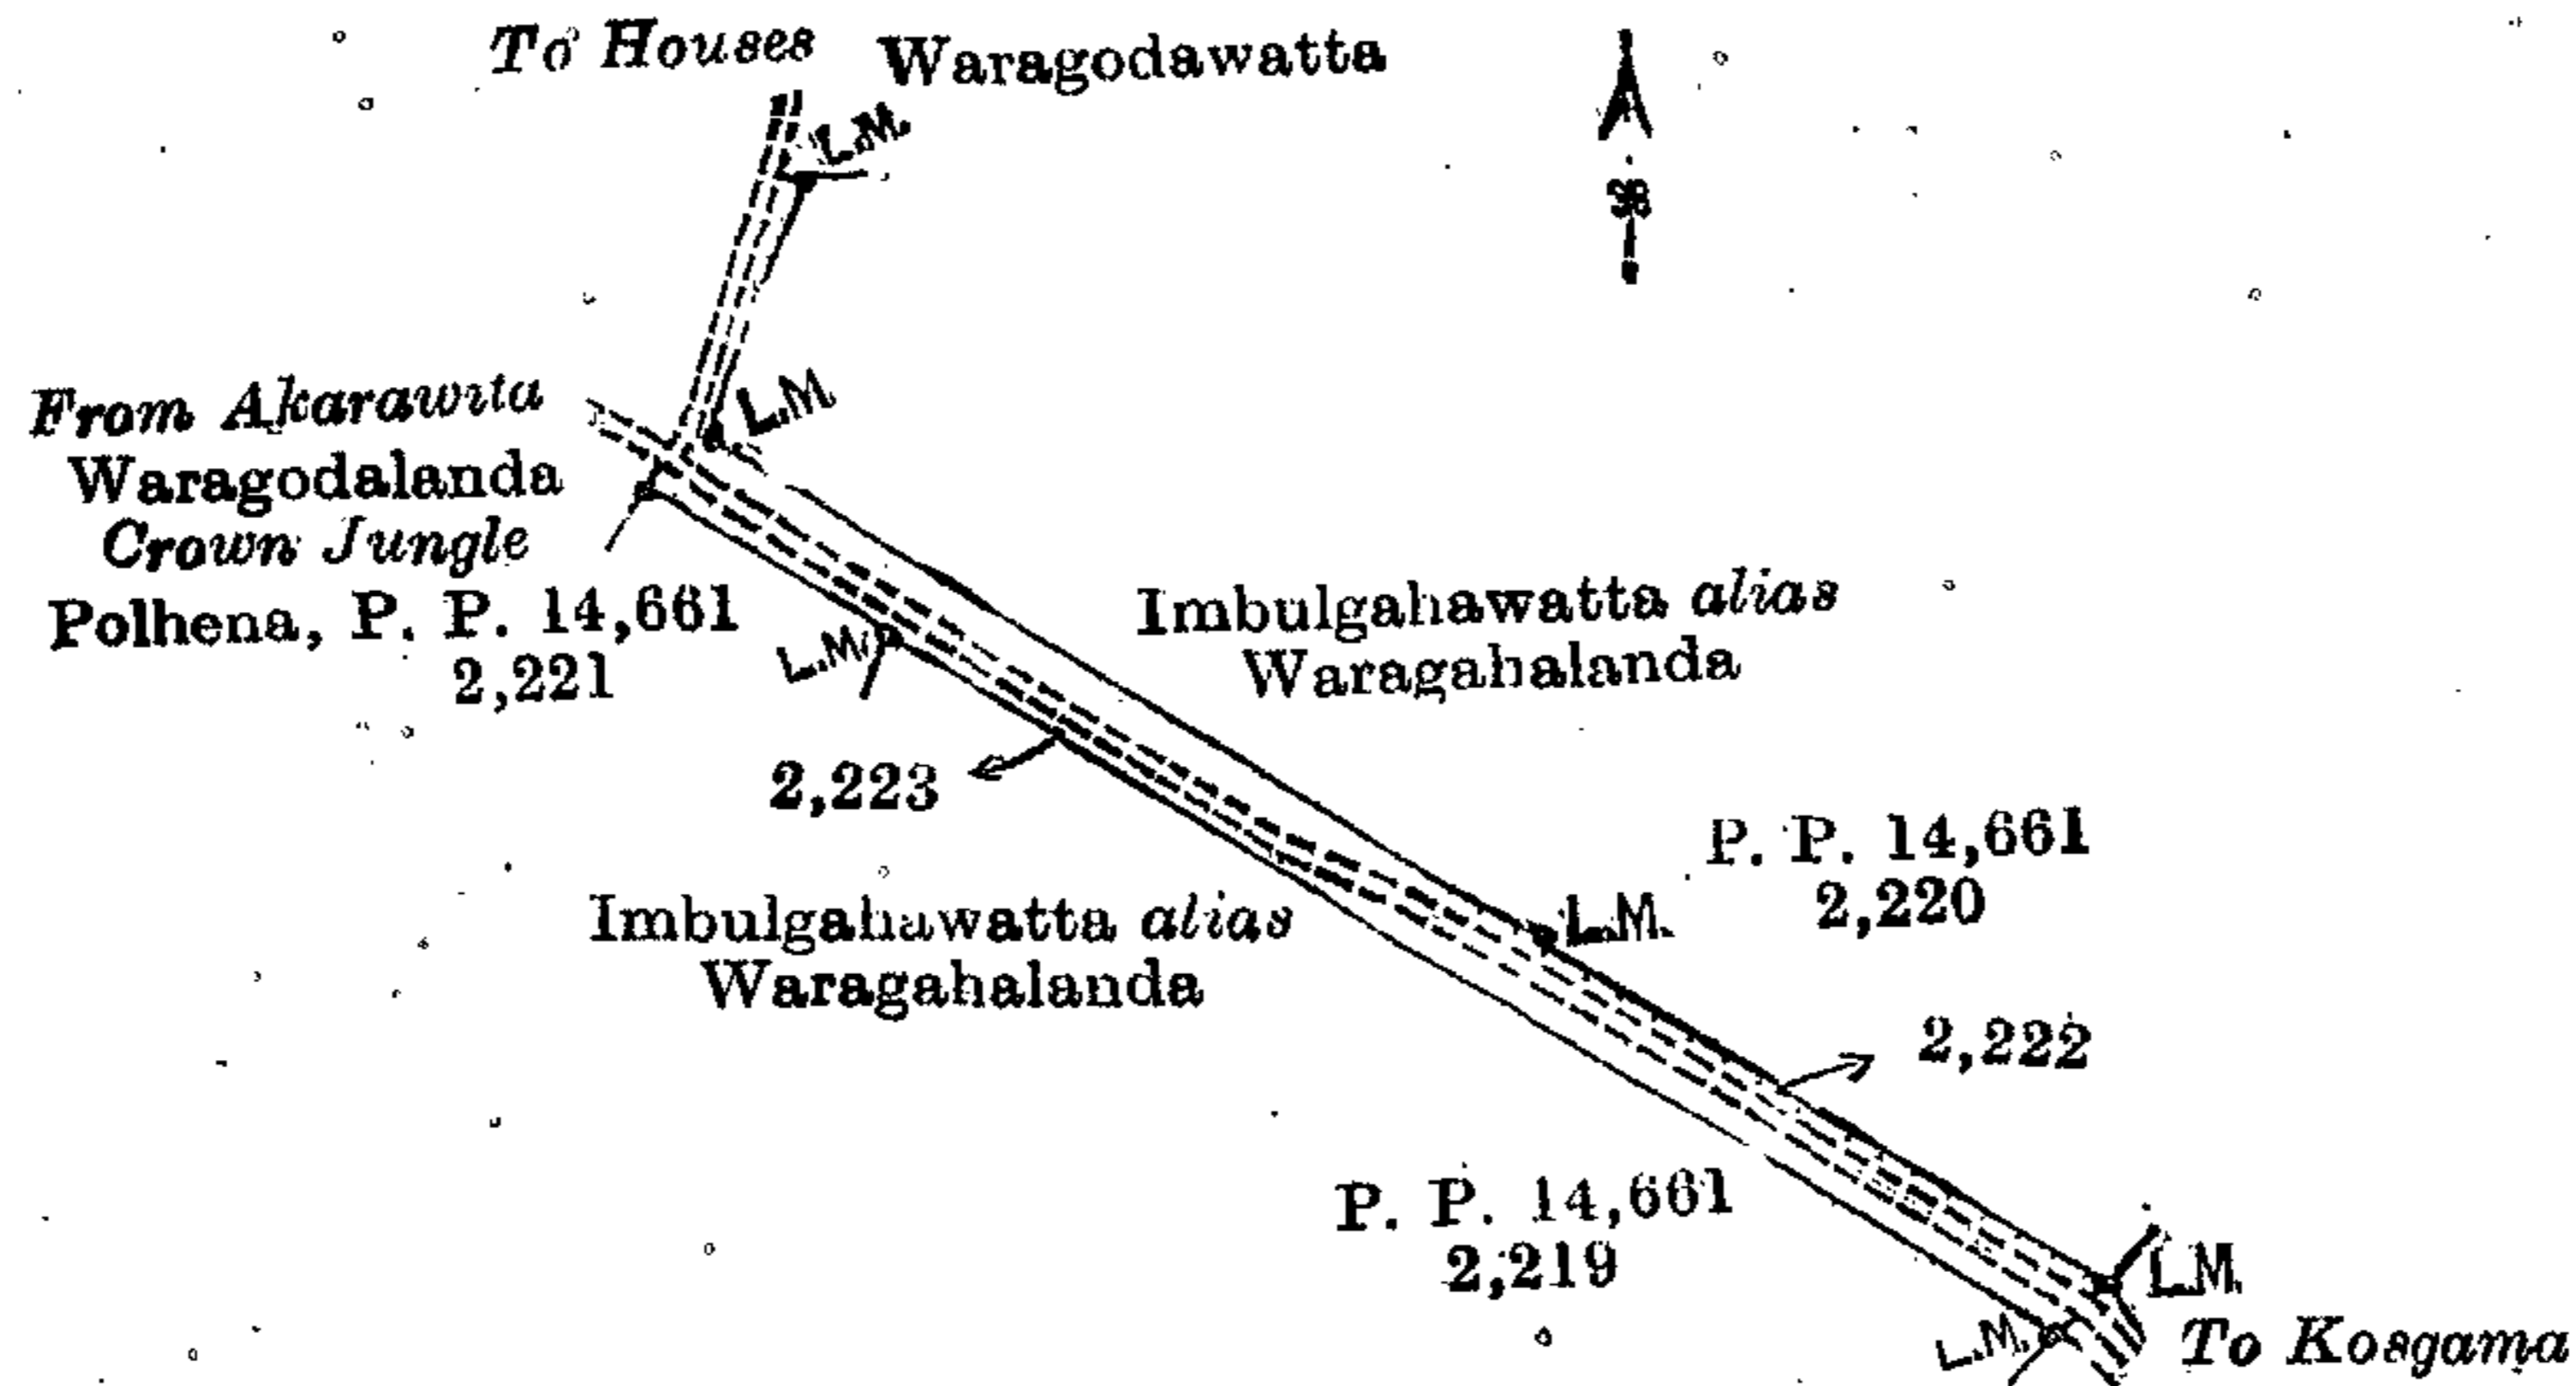 To Houses
Waragodawatta
L.M.
38
From Akarawita
Waragodalanda
Crown Jungle
Polhena, P. P. 14,661
2,221
L.M.
L.M.
Imbulgahawatta alias
Waragahalanda
2,223
Imbulgahawatta alias
Waragahalanda
P. P. 14,661
2,220
L.M.
2,222
P. P. 14,661
2,219
L.M.
L.M.
To Kosgama